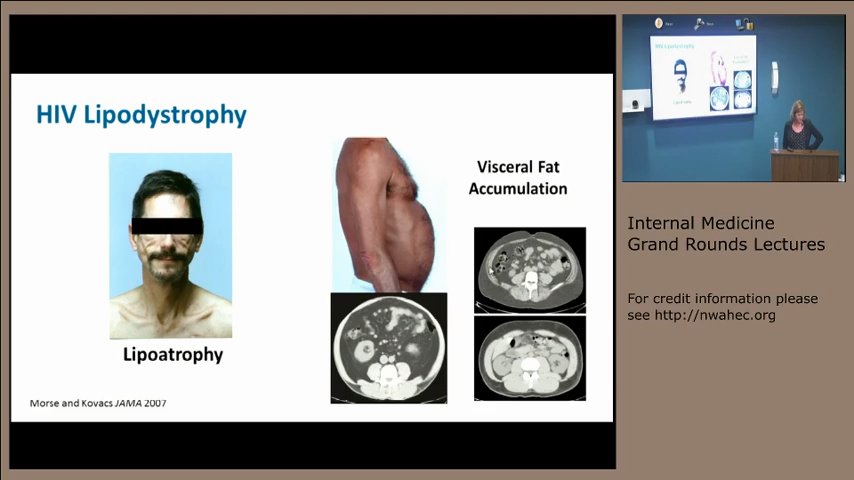 HIV Lipodystrophy
Visceral Fat
Accumulation
Lipoatrophy
Morse and Kovacs JAMA 2007
Internal Medicine
Grand Rounds Lectures
For credit information please
see http://nwahec.org